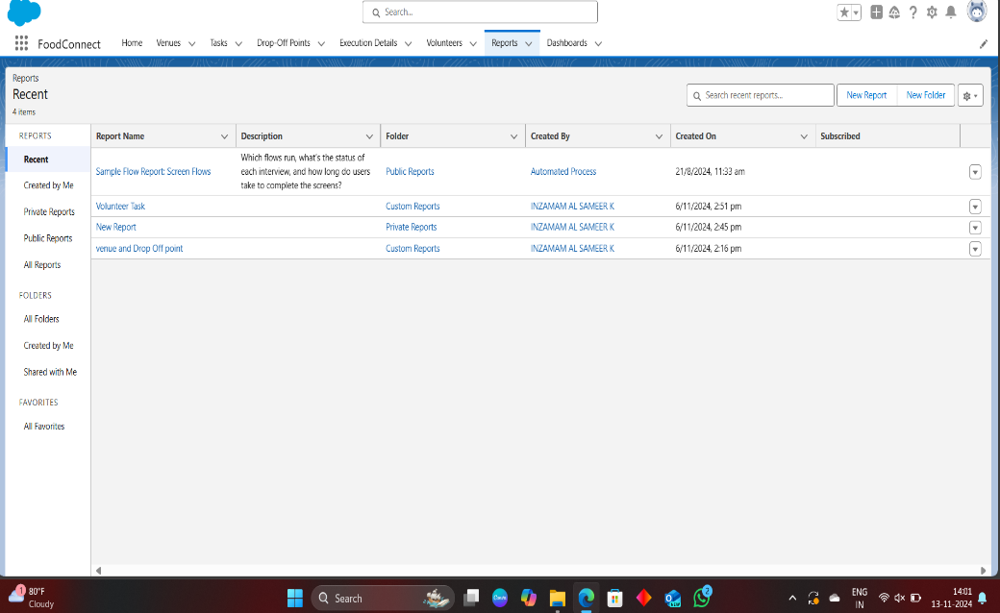 Search...
FoodConnect
Home Venues Tasks Drop-Off Points Execution Details Volunteers Reports Dashboards
Reports
Recent
4 items
Search recent reports...
New Report New Folder
REPORTS
Recent
Created by Me
Private Reports
Public Reports
All Reports
FOLDERS
All Folders
Created by Me
Shared with Me
FAVORITES
All Favorites
Report Name Description Folder Created By Created On Subscribed
Which flows run, what's the status of
Sample Flow Report: Screen Flows each interview, and how long do users Public Reports Automated Process 21/8/2024, 11:33 am
take to complete the screens?
Volunteer Task Custom Reports INZAMAM AL SAMEER K 6/11/2024, 2:51 pm
New Report Private Reports INZAMAM AL SAMEER K 6/11/2024, 2:45 pm
venue and Drop Off point Custom Reports INZAMAM AL SAMEER K 6/11/2024, 2:16 pm
1
80°F
Cloudy
Search
Canva
2
ENG
IN
14:01
13-11-2024